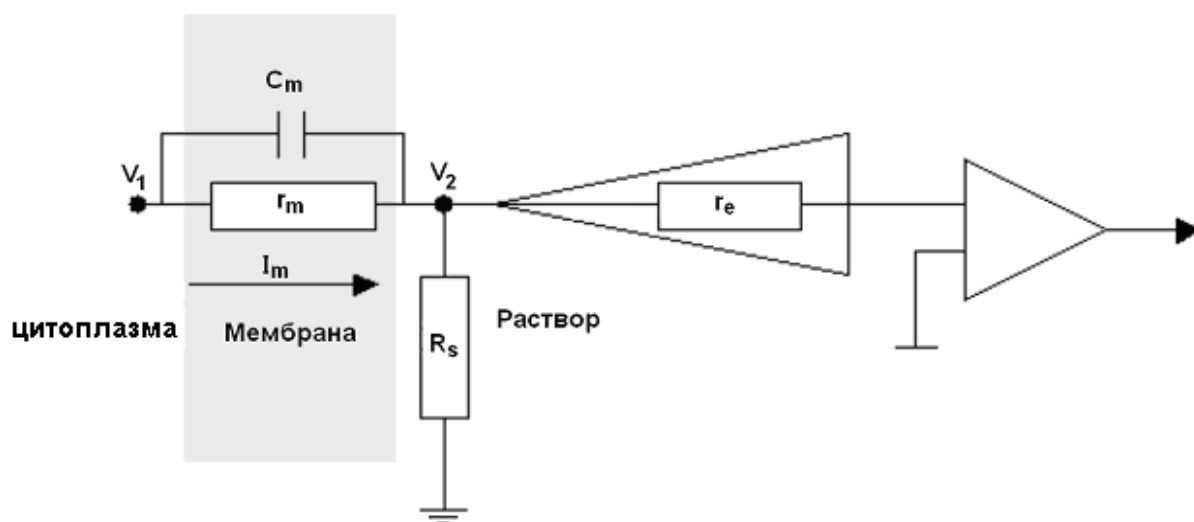 Cm
V1
V2
rm
re
Im
цитоплазма
Мембрана
Rs
Раствор